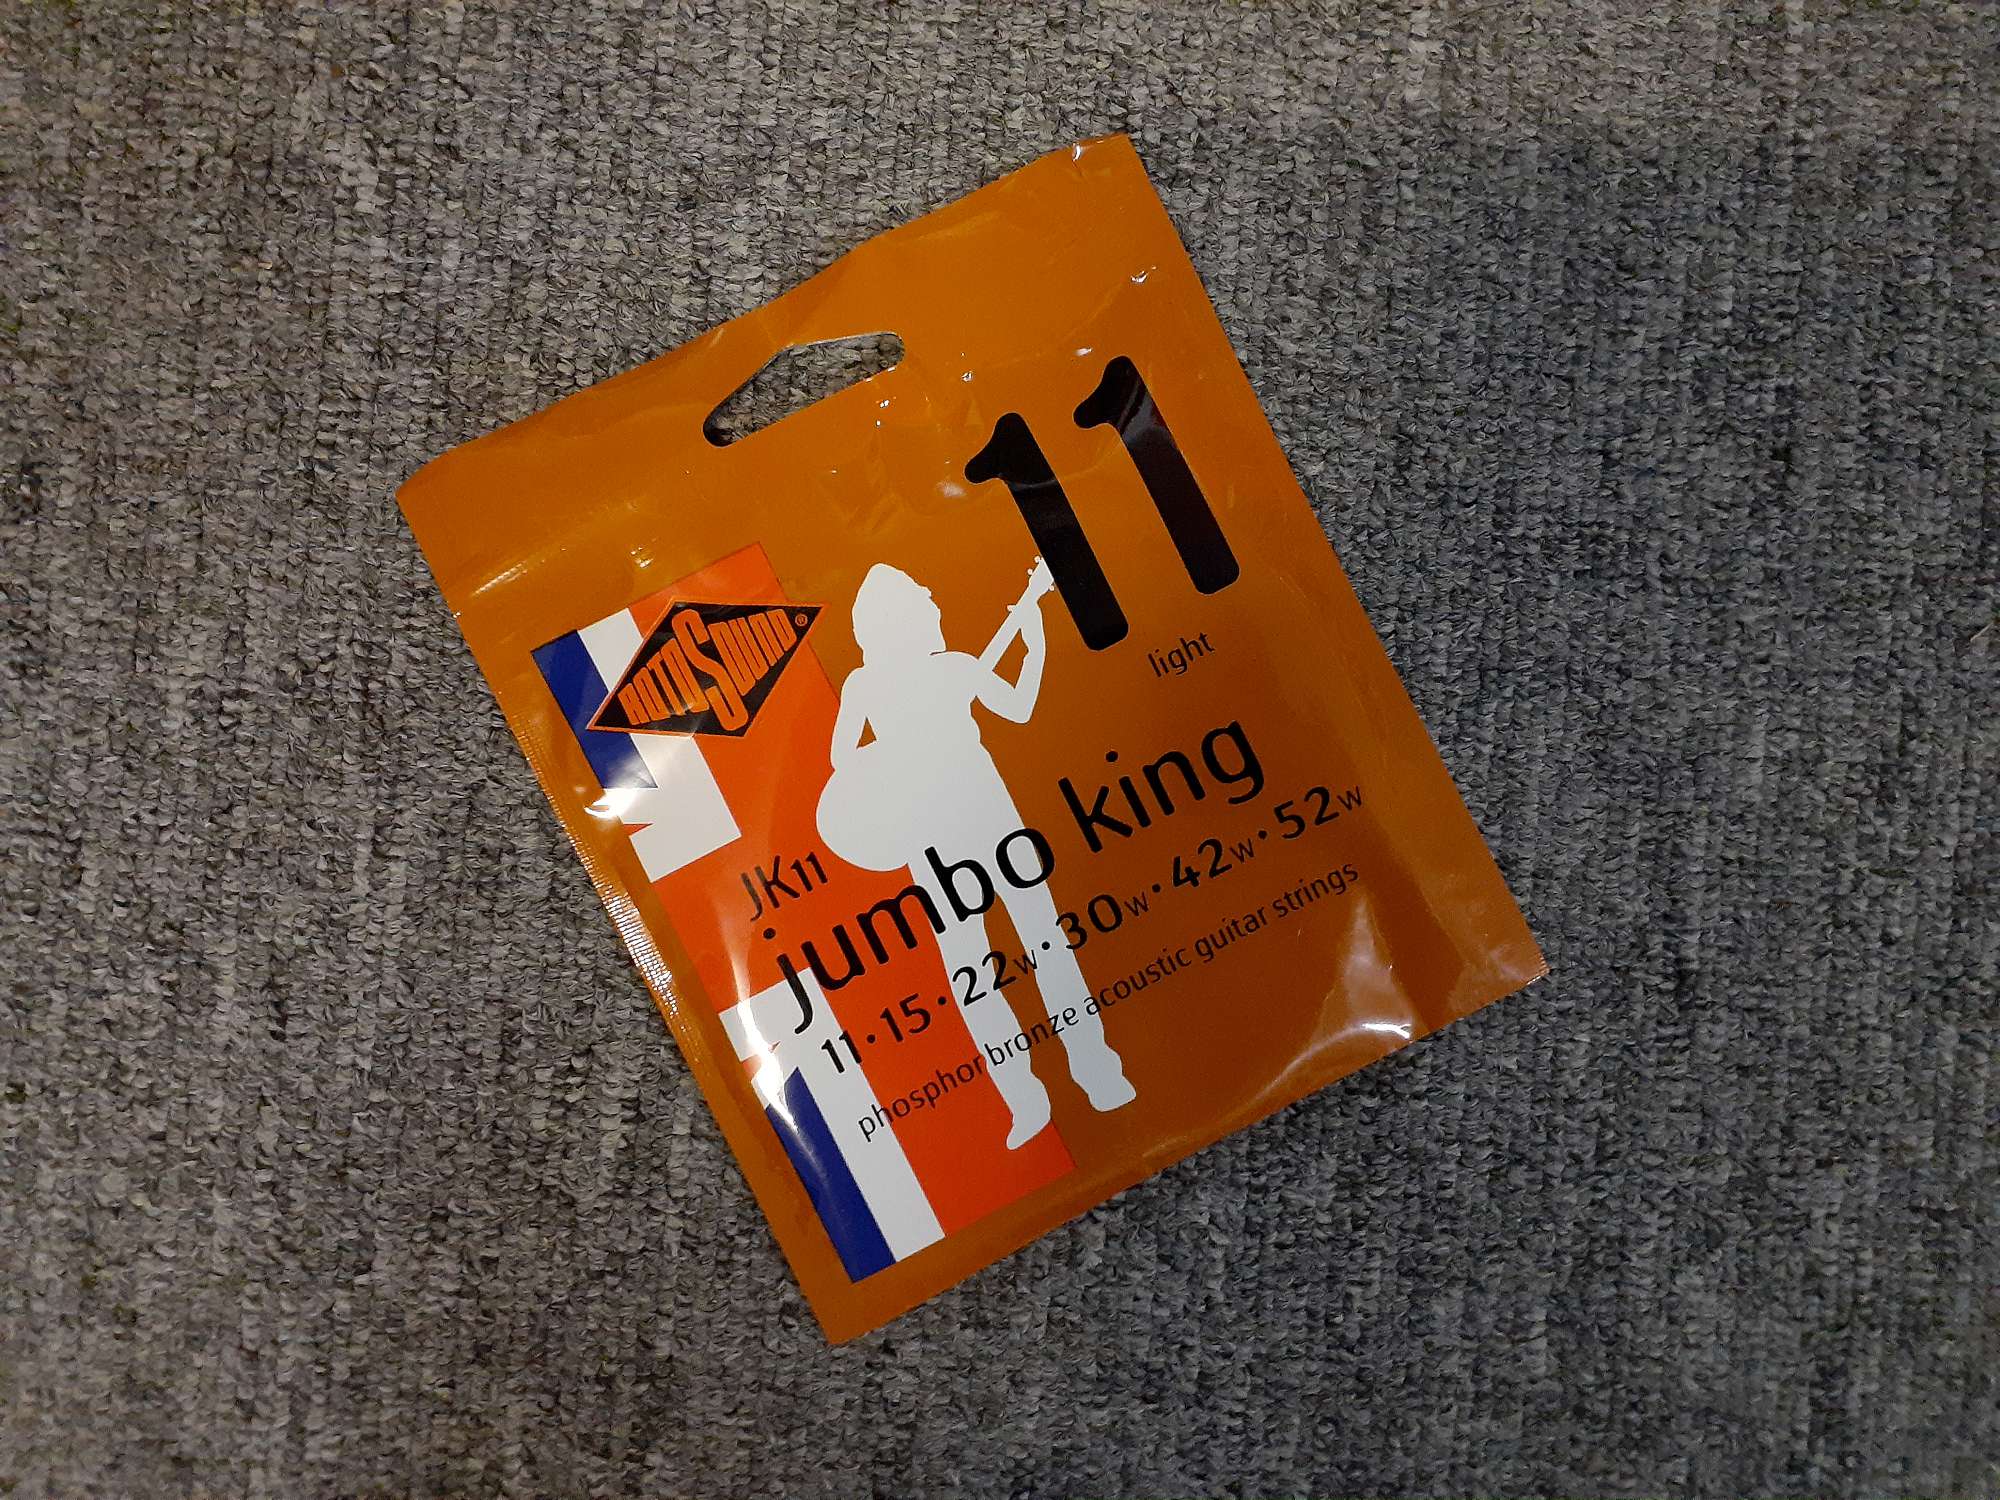 11
light
ROTOSOUND®
JK11
jumbo king
11·15·22w·30w·42w·52w
phosphor bronze acoustic guitar strings